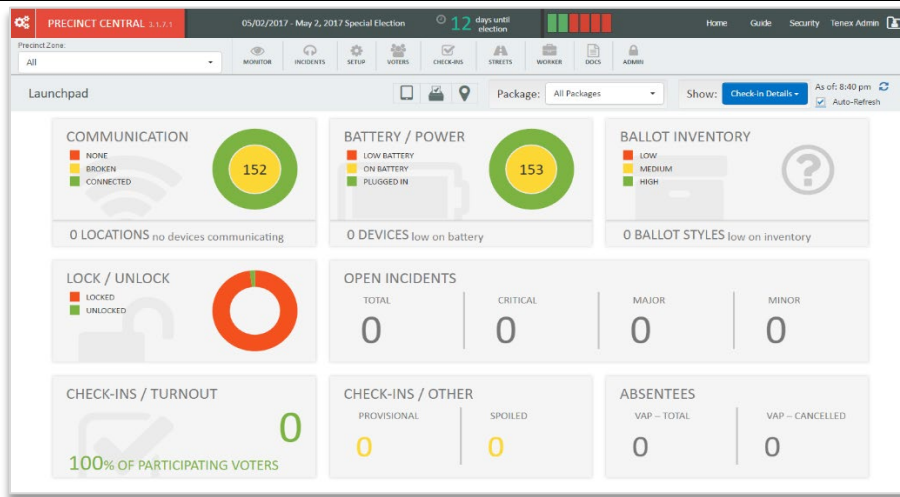 PRECINCT CENTRAL 3.1.7.1
05/02/2017 - May 2, 2017 Special Election
12 days until election
Home Guide Security Tenex Admin
Precinct Zone:
All
MONITOR INCIDENTS SETUP VOTERS CHECK-INS STREETS WORKER DOCS ADMIN
Launchpad
Package: All Packages
Show: Check-in Details
As of: 8:40 pm
Auto-Refresh
COMMUNICATION
NONE
BROKEN
CONNECTED
152
0 LOCATIONS no devices communicating
BATTERY / POWER
LOW BATTERY
ON BATTERY
PLUGGED IN
153
0 DEVICES low on battery
BALLOT INVENTORY
LOW
MEDIUM
HIGH
?
0 BALLOT STYLES low on inventory
LOCK / UNLOCK
LOCKED
UNLOCKED
OPEN INCIDENTS
TOTAL CRITICAL MAJOR MINOR
0 0 0 0
CHECK-INS / TURNOUT
0
100% OF PARTICIPATING VOTERS
CHECK-INS / OTHER
PROVISIONAL SPOILED
0 0
ABSENTEES
VAP – TOTAL VAP – CANCELLED
0 0